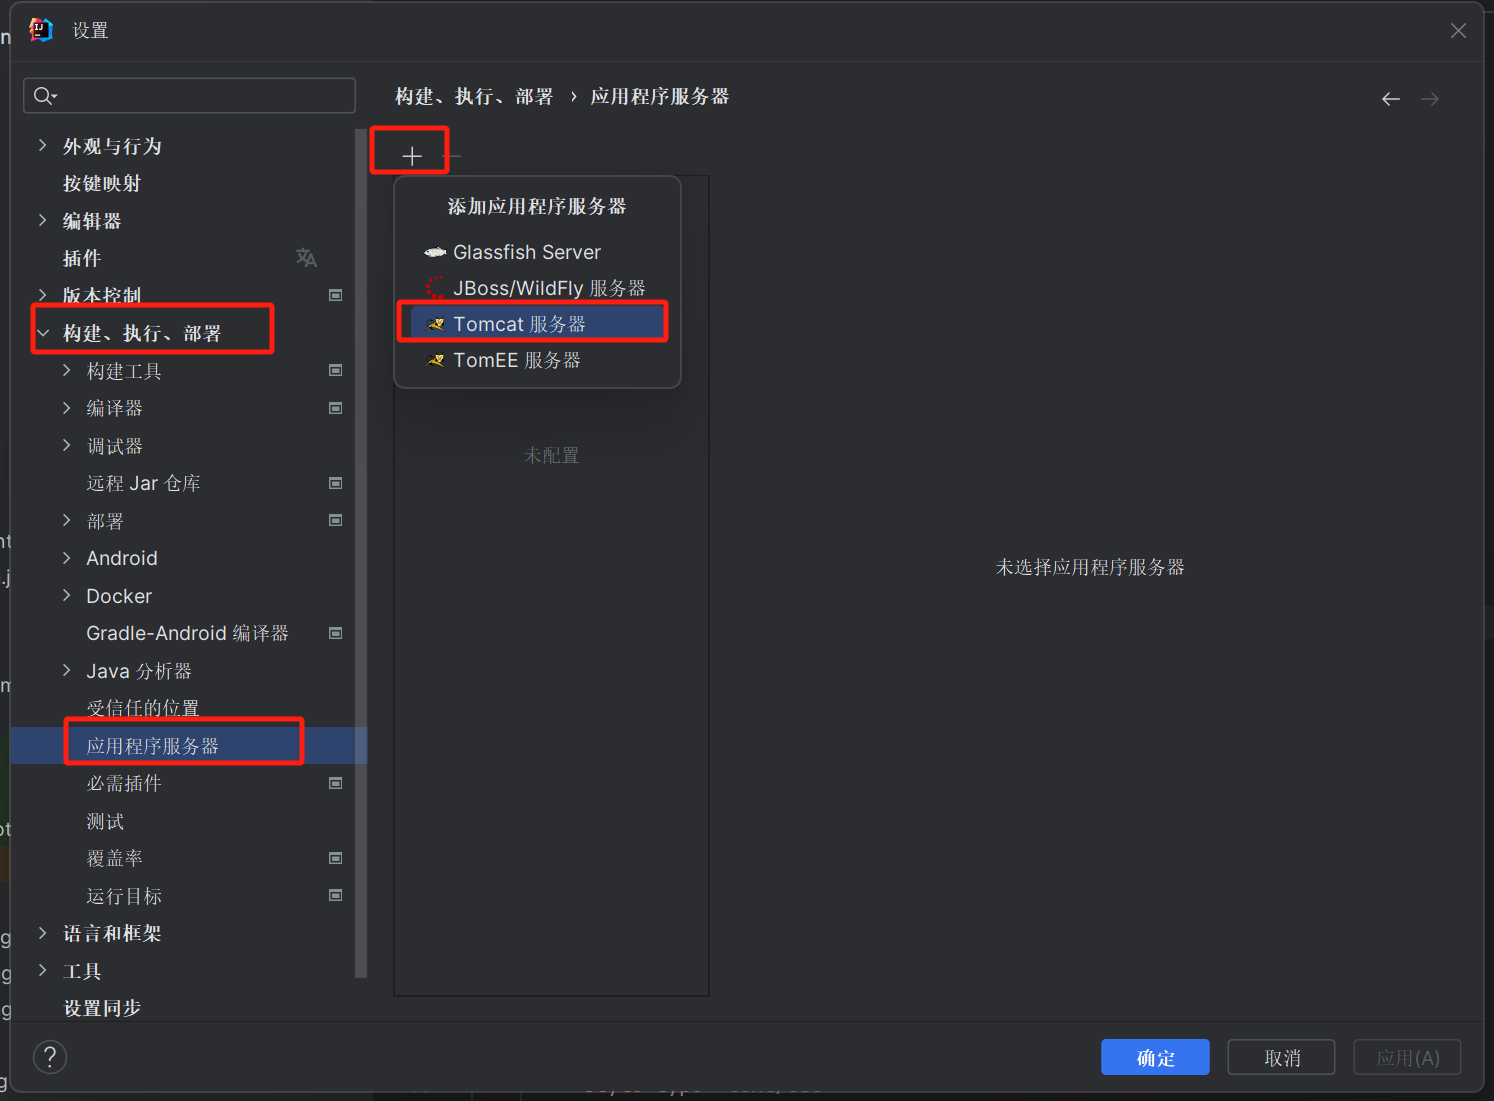 设置
外观与行为
按键映射
编辑器
插件
版本控制
构建、执行、部署
构建工具
编译器
调试器
远程 Jar 仓库
部署
Android
Docker
Gradle-Android 编译器
Java 分析器
受信任的位置
应用程序服务器
必需插件
测试
覆盖率
运行目标
语言和框架
工具
设置同步
构建、执行、部署 › 应用程序服务器
添加应用程序服务器
Glassfish Server
JBoss/WildFly 服务器
Tomcat 服务器
TomEE 服务器
未配置
未选择应用程序服务器
?
确定
取消
应用(A)